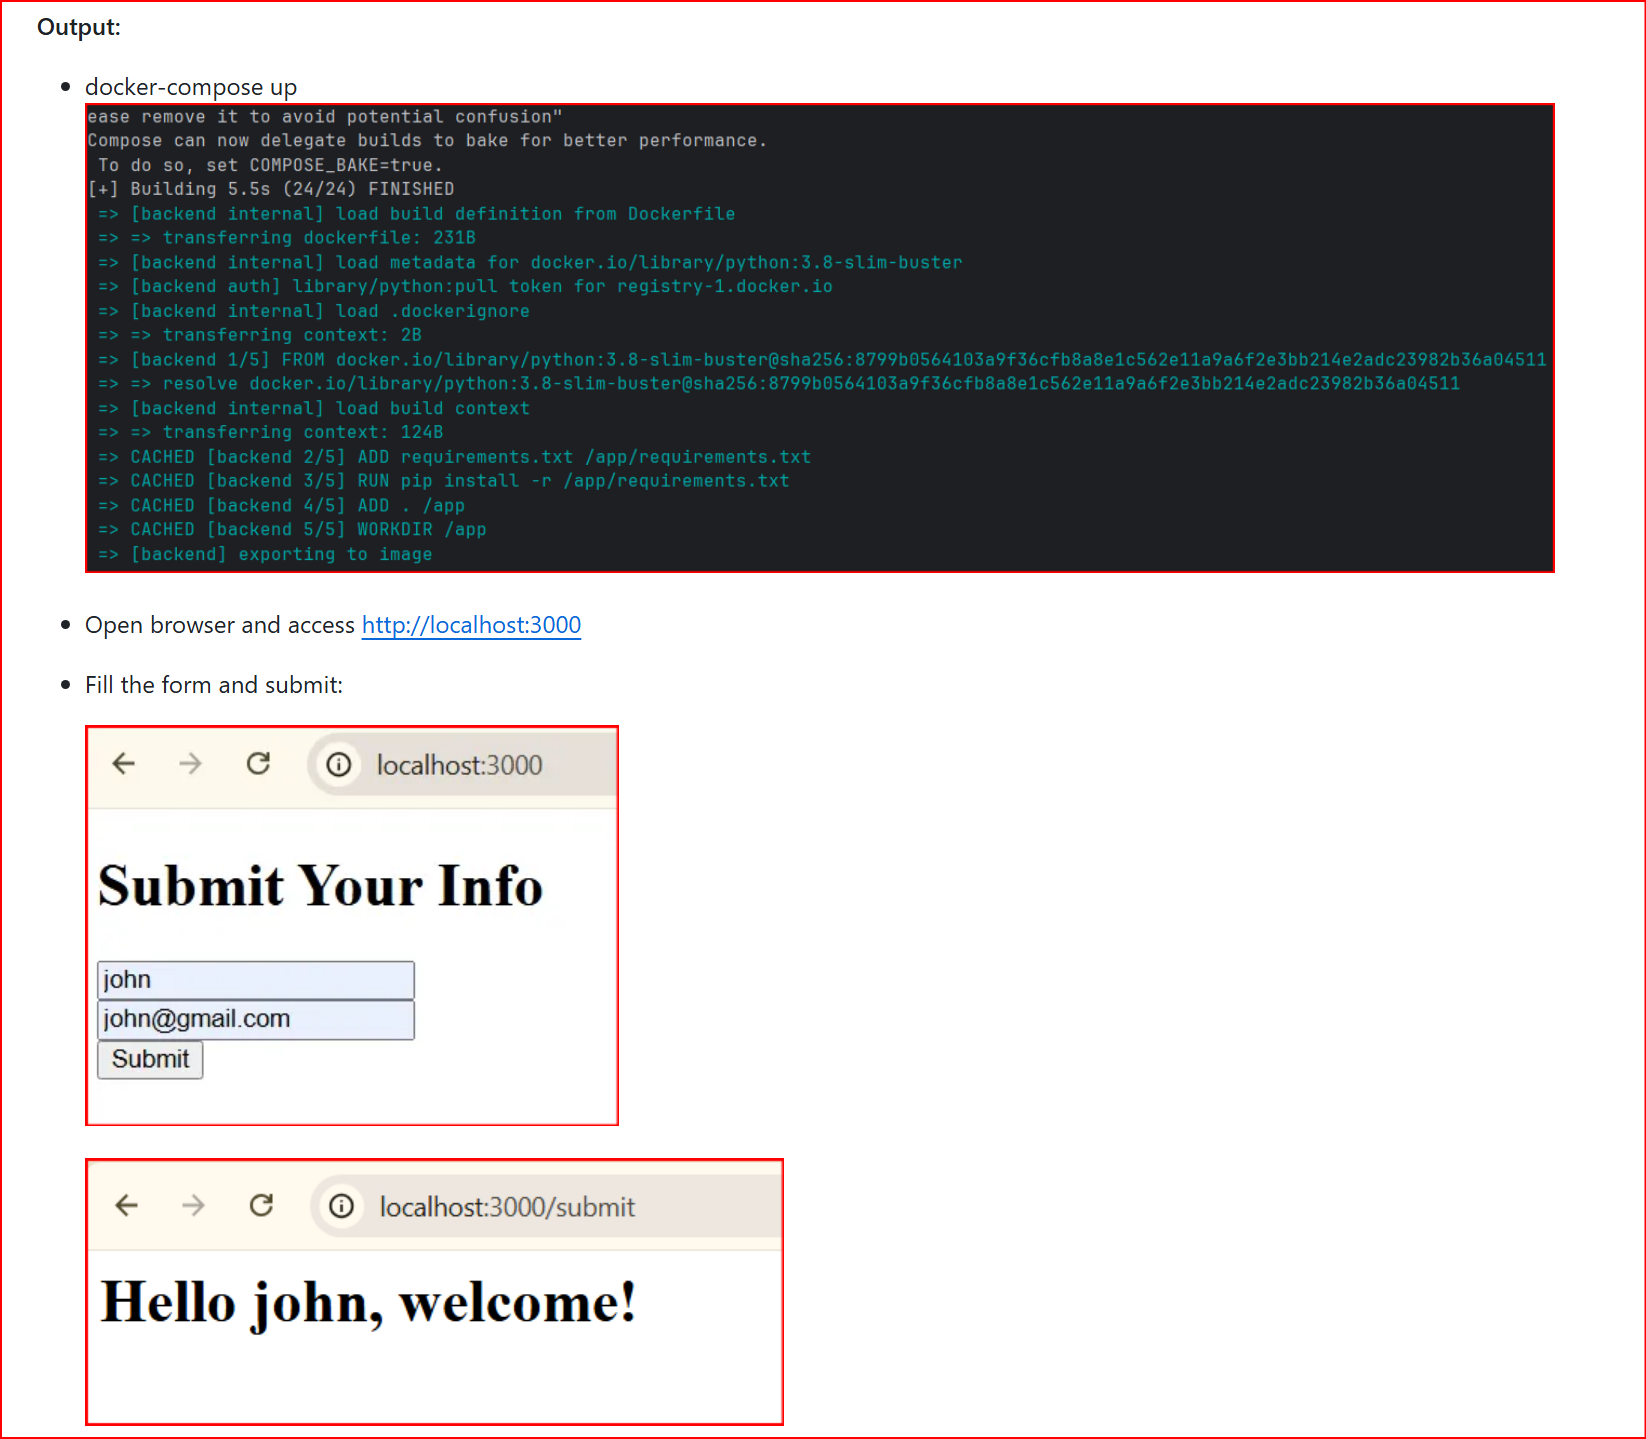 Output:
docker-compose up
ease remove it to avoid potential confusion"
Compose can now delegate builds to bake for better performance.
To do so, set COMPOSE_BAKE=true.
[+] Building 5.5s (24/24) FINISHED
=> [backend internal] load build definition from Dockerfile
=> => transferring dockerfile: 231B
=> [backend internal] load metadata for docker.io/library/python:3.8-slim-buster
=> [backend auth] library/python:pull token for registry-1.docker.io
=> [backend internal] load .dockerignore
=> => transferring context: 2B
=> [backend 1/5] FROM docker.io/library/python:3.8-slim-buster@sha256:8799b0564103a9f36cfb8a8e1c562e11a9a6f2e3bb214e2adc23982b36a04511
=> => resolve docker.io/library/python:3.8-slim-buster@sha256:8799b0564103a9f36cfb8a8e1c562e11a9a6f2e3bb214e2adc23982b36a04511
=> [backend internal] load build context
=> => transferring context: 124B
=> CACHED [backend 2/5] ADD requirements.txt /app/requirements.txt
=> CACHED [backend 3/5] RUN pip install -r /app/requirements.txt
=> CACHED [backend 4/5] ADD . /app
=> CACHED [backend 5/5] WORKDIR /app
=> [backend] exporting to image
Open browser and access http://localhost:3000
Fill the form and submit:
localhost:3000
Submit Your Info
john
john@gmail.com
Submit
localhost:3000/submit
Hello john, welcome!